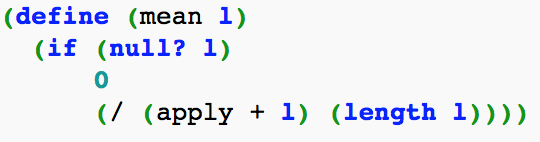 (define (mean l)
  (if (null? l)
      0
      (/ (apply + l) (length l))))